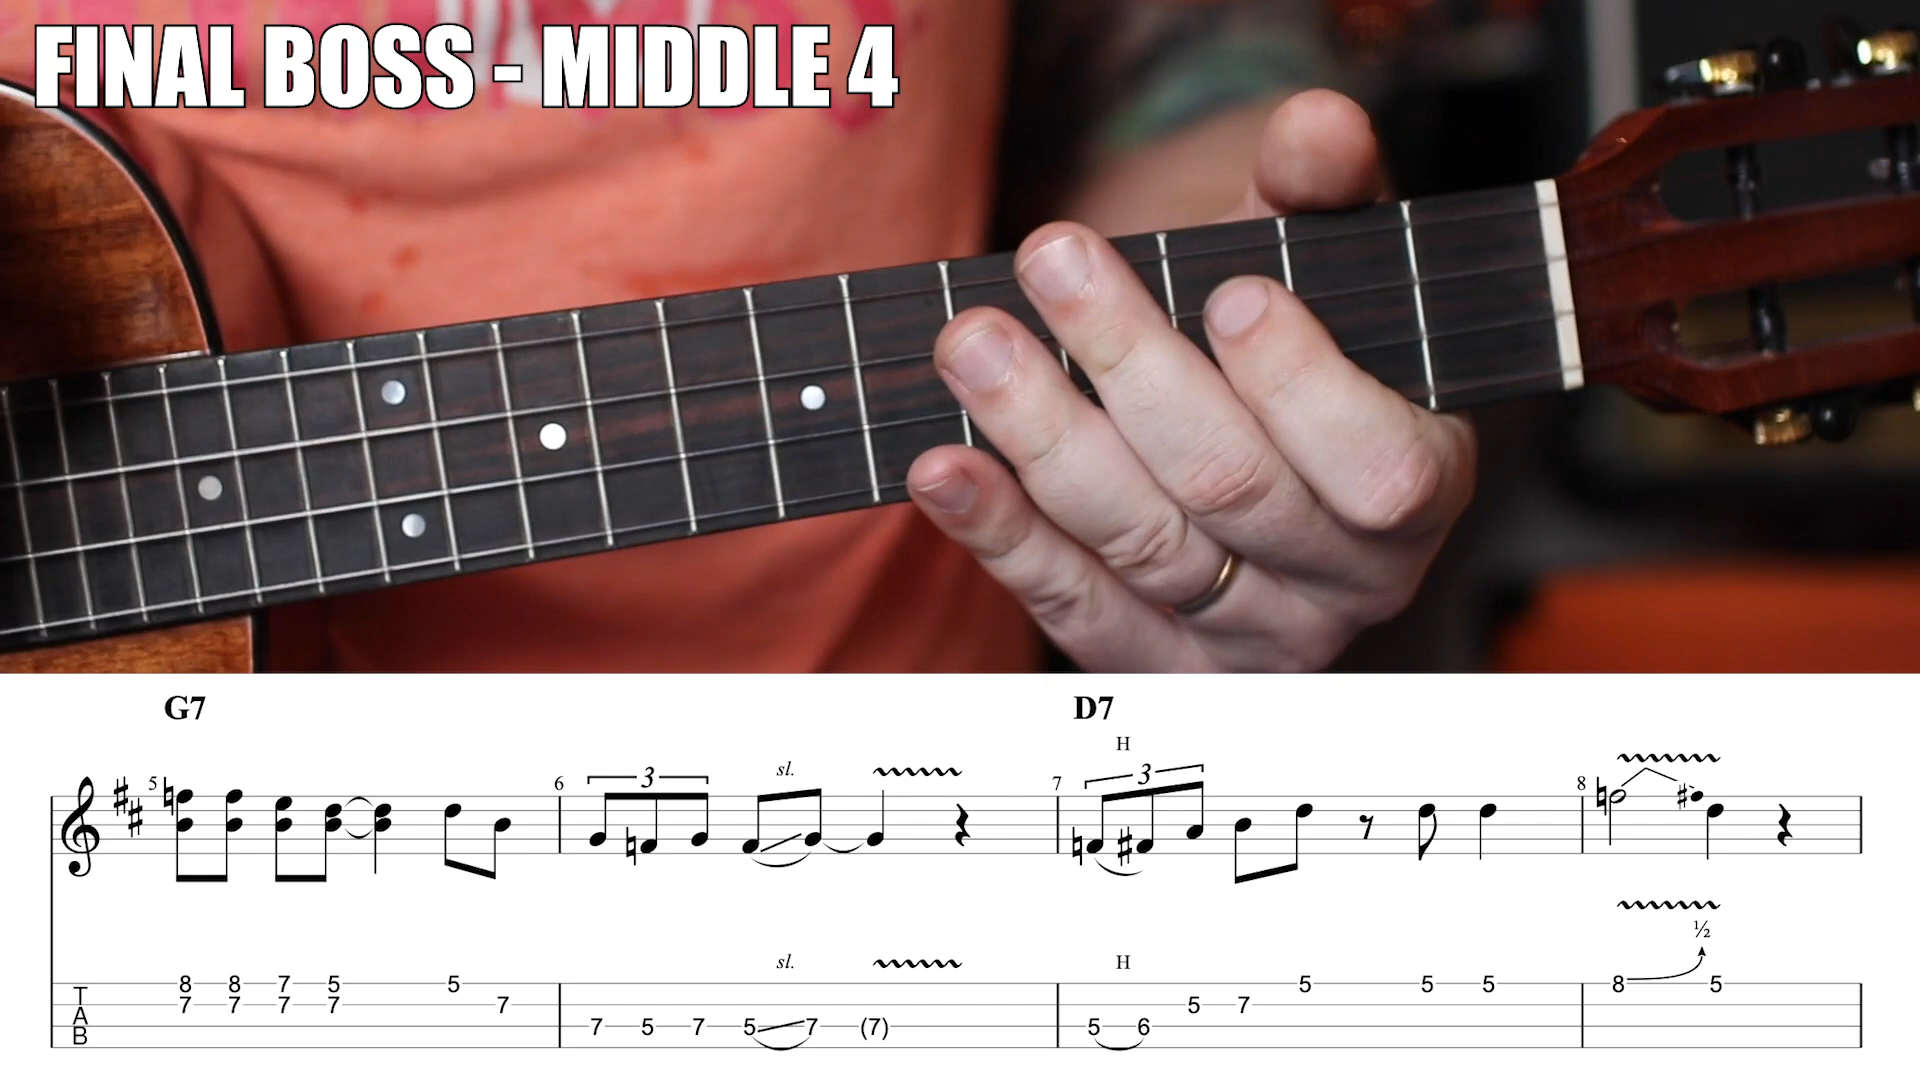 FINAL BOSS - MIDDLE 4
G7 D7
H
3 sl. 3
5 6 7 8
½
sl. H
T 8 8 7 5 5 5 5 5 8 5
A 7 7 7 7 7 5 7
B 7 5 7 5 7 (7) 5 6